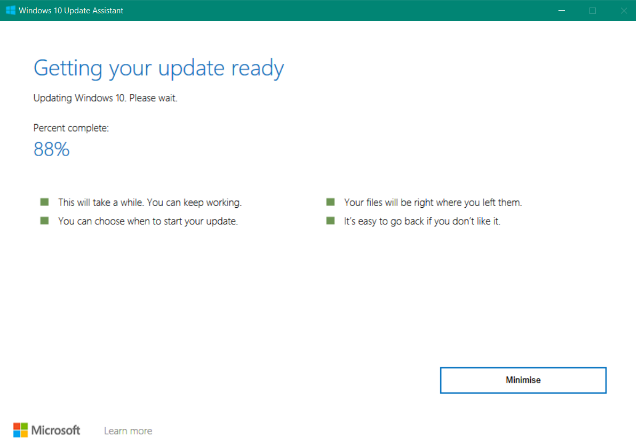 Windows 10 Update Assistant
Getting your update ready
Updating Windows 10. Please wait.
Percent complete:
88%
This will take a while. You can keep working.
Your files will be right where you left them.
You can choose when to start your update.
It's easy to go back if you don't like it.
Minimise
Microsoft
Learn more